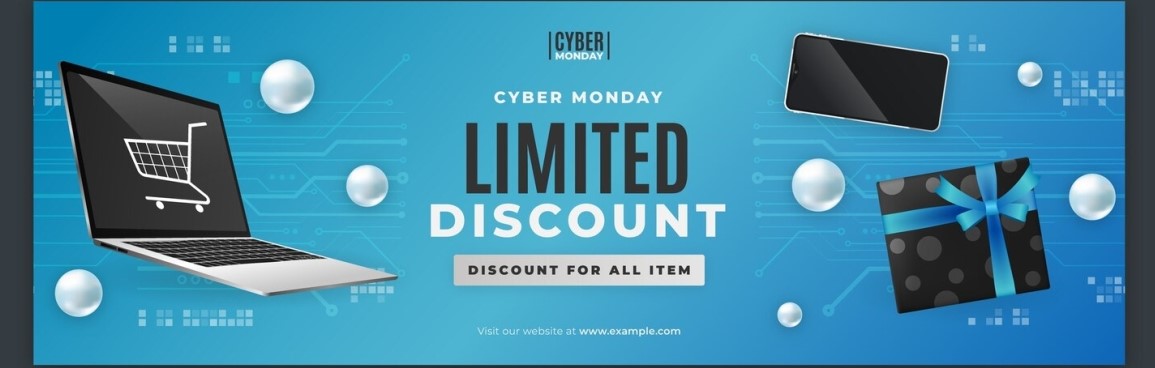 CYBER
MONDAY
CYBER MONDAY
LIMITED
DISCOUNT
DISCOUNT FOR ALL ITEM
Visit our website at www.example.com